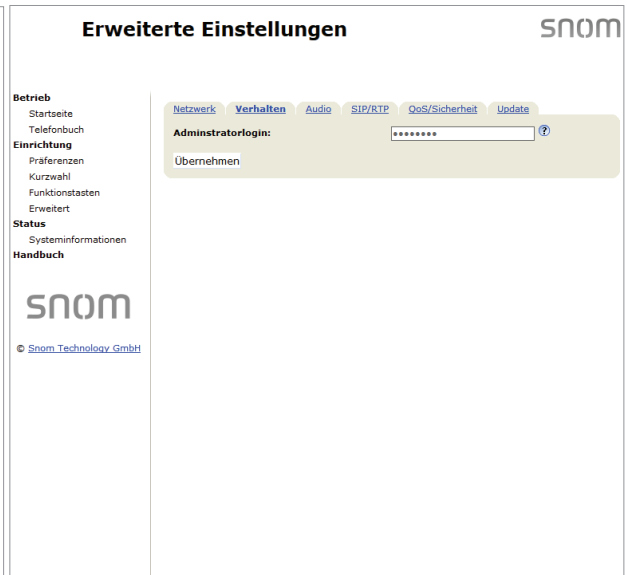 Erweiterte Einstellungen
snom
Betrieb
Startseite
Telefonbuch
Einrichtung
Präferenzen
Kurzwahl
Funktionstasten
Erweitert
Status
Systeminformationen
Handbuch
snom
© Snom Technology GmbH
Netzwerk Verhalten Audio SIP/RTP QoS/Sicherheit Update
Adminstratorlogin: •••••••• ?
Übernehmen